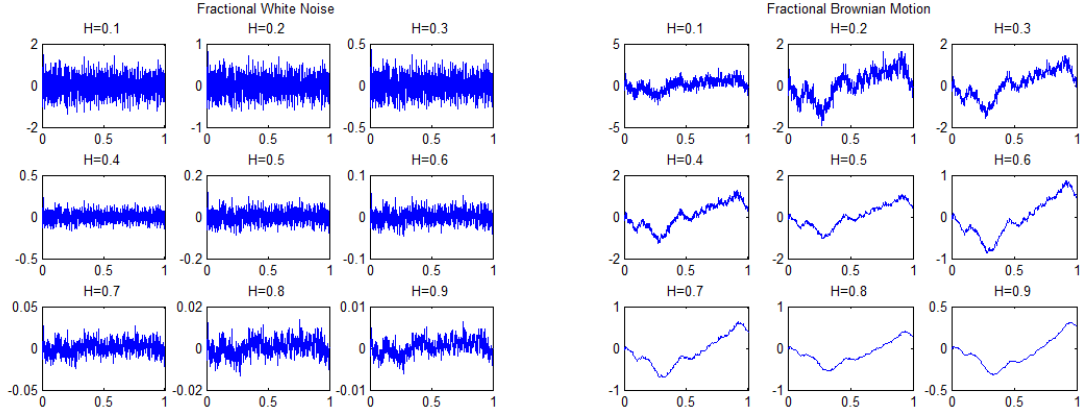 Fractional White Noise
H=0.1 H=0.2 H=0.3
2 1 0.5
0 0 0
-2 -1 -0.5
0 0.5 1 0 0.5 1 0 0.5 1
H=0.4 H=0.5 H=0.6
0.5 0.2 0.1
0 0 0
-0.5 -0.2 -0.1
0 0.5 1 0 0.5 1 0 0.5 1
H=0.7 H=0.8 H=0.9
0.05 0.02 0.01
0 0 0
-0.05 -0.02 -0.01
0 0.5 1 0 0.5 1 0 0.5 1
Fractional Brownian Motion
H=0.1 H=0.2 H=0.3
5 2 2
0 0 0
-5 -2 -2
0 0.5 1 0 0.5 1 0 0.5 1
H=0.4 H=0.5 H=0.6
2 2 1
0 0 0
-2 -2 -1
0 0.5 1 0 0.5 1 0 0.5 1
H=0.7 H=0.8 H=0.9
1 1 0.5
0 0 0
-1 -1 -0.5
0 0.5 1 0 0.5 1 0 0.5 1